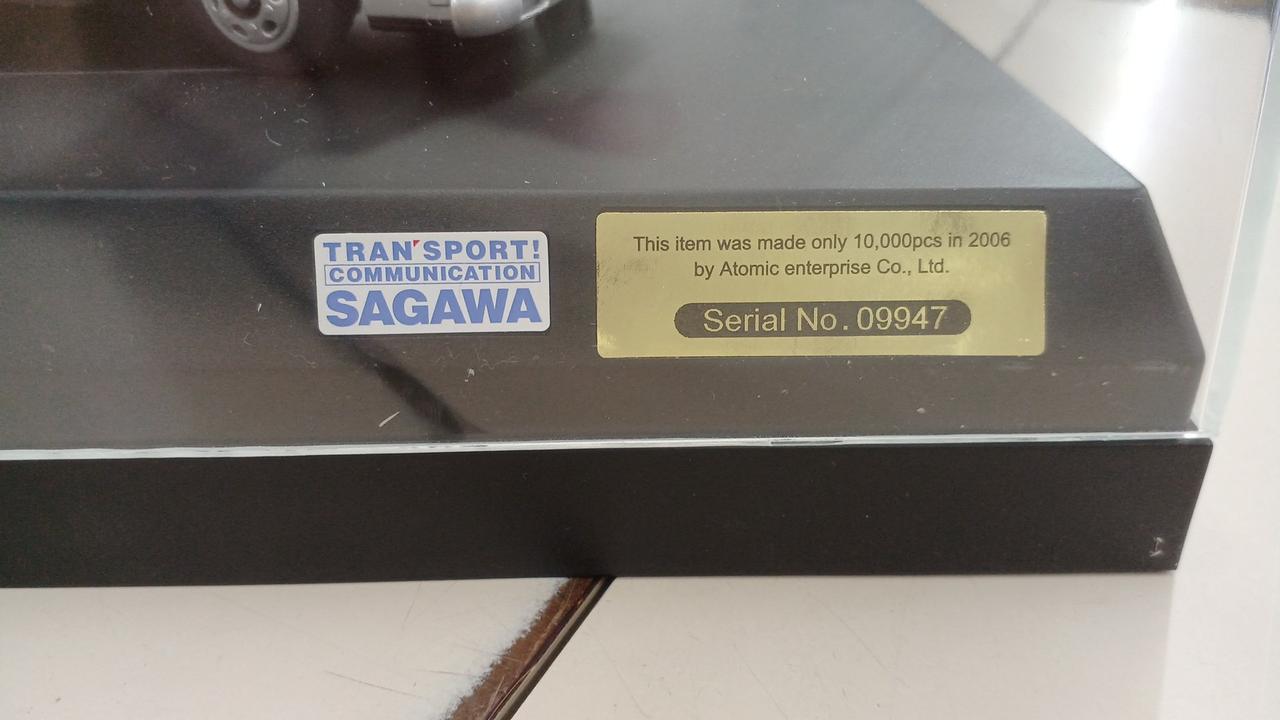 TRAN'SPORT!
COMMUNICATION
SAGAWA
This item was made only 10,000pcs in 2006
by Atomic enterprise Co., Ltd.
Serial No. 09947